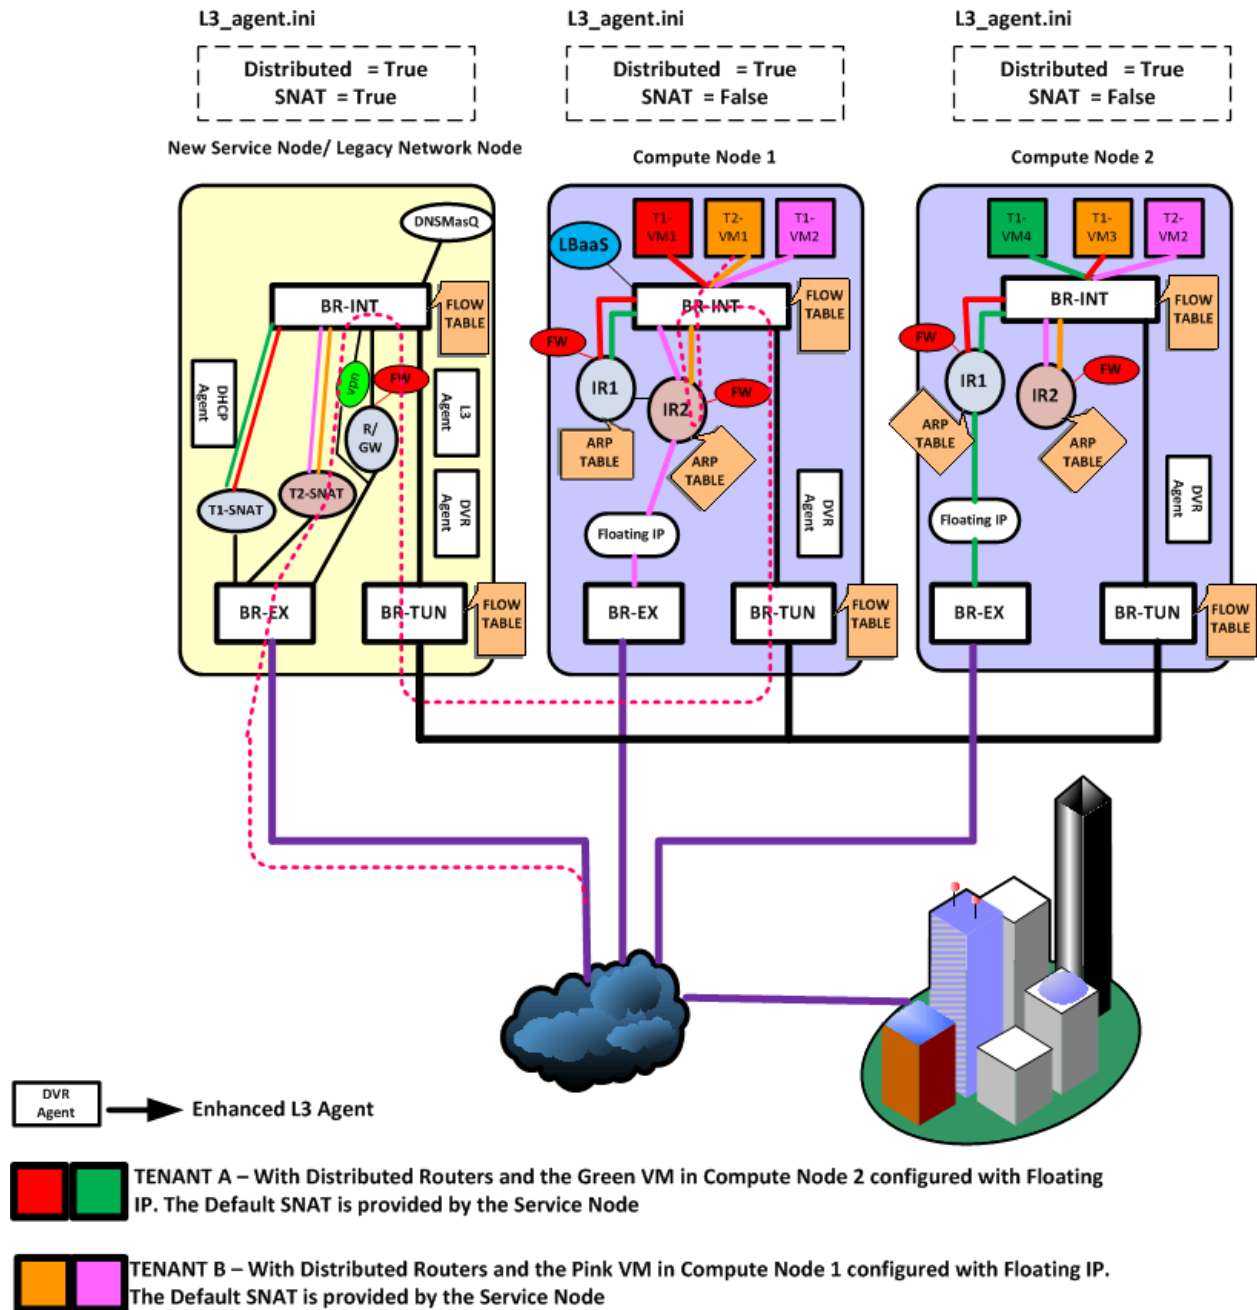 L3_agent.ini
L3_agent.ini
L3_agent.ini
Distributed = True
SNAT = True
Distributed = True
SNAT = False
Distributed = True
SNAT = False
New Service Node/ Legacy Network Node
Compute Node 1
Compute Node 2
DNSMasQ
BR-INT
FLOW
TABLE
DHCP
Agent
vpn
FW
R/
GW
L3
Agent
T1-SNAT
T2-SNAT
DVR
Agent
BR-EX
BR-TUN
FLOW
TABLE
LBaaS
T1-
VM1
T2-
VM1
T1-
VM2
BR-INT
FLOW
TABLE
FW
IR1
IR2
FW
ARP
TABLE
ARP
TABLE
Floating IP
DVR
Agent
BR-EX
BR-TUN
FLOW
TABLE
T1-
VM4
T1-
VM3
T2-
VM2
BR-INT
FLOW
TABLE
FW
IR1
IR2
FW
ARP
TABLE
ARP
TABLE
Floating IP
DVR
Agent
BR-EX
BR-TUN
FLOW
TABLE
DVR
Agent
Enhanced L3 Agent
TENANT A – With Distributed Routers and the Green VM in Compute Node 2 configured with Floating
IP. The Default SNAT is provided by the Service Node
TENANT B – With Distributed Routers and the Pink VM in Compute Node 1 configured with Floating IP.
The Default SNAT is provided by the Service Node